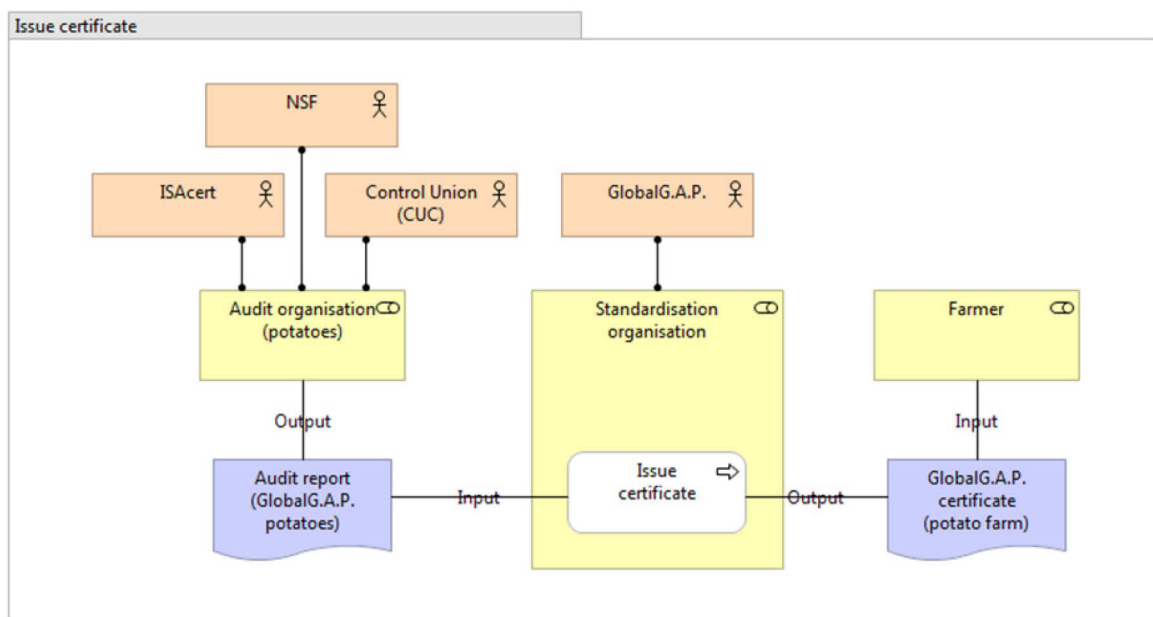 Issue certificate
NSF
ISAcert
Control Union
(CUC)
GlobalG.A.P.
Audit organisation
(potatoes)
Standardisation
organisation
Farmer
Output
Input
Audit report
(GlobalG.A.P.
potatoes)
Input
Issue
certificate
Output
GlobalG.A.P.
certificate
(potato farm)